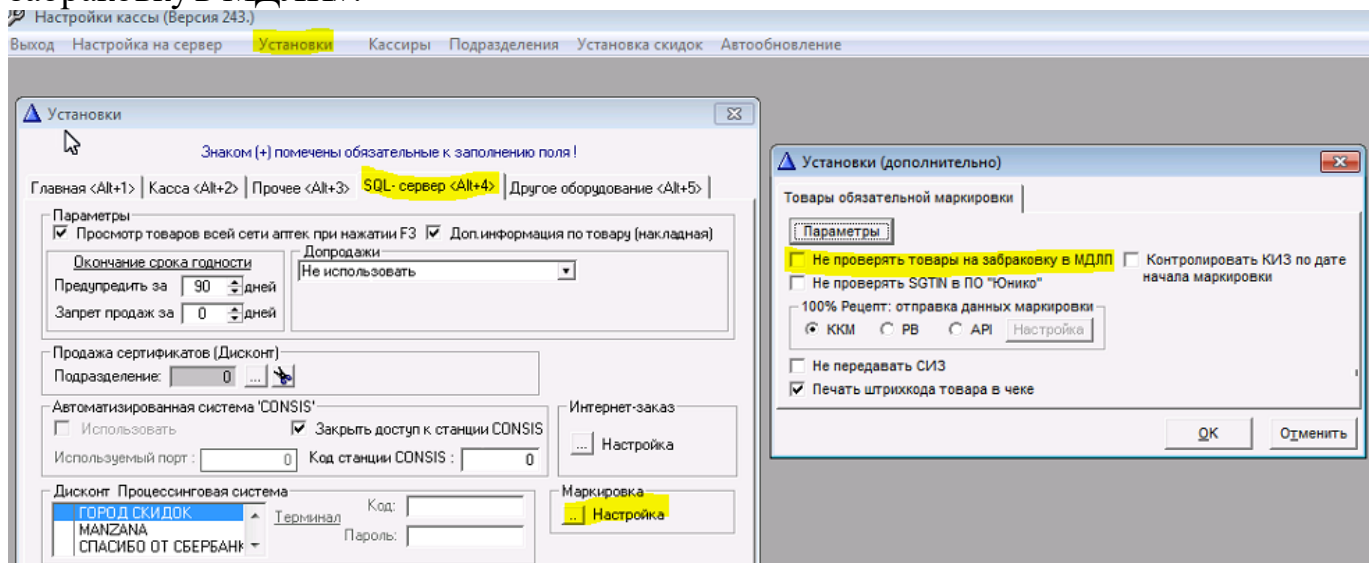 забраковку в МДЛП».
Настройки кассы (Версия 243.)
Выход Настройка на сервер Установки Кассиры Подразделения Установка скидок Автообновление
Установки
Знаком (+) помечены обязательные к заполнению поля !
Главная <Alt+1> Касса <Alt+2> Прочее <Alt+3> SQL- сервер <Alt+4> Другое оборудование <Alt+5>
Параметры
Просмотр товаров всей сети аптек при нажатии F3 Доп.информация по товару (накладная)
Окончание срока годности
Предупредить за 90 дней
Запрет продаж за 0 дней
Допродажи
Не использовать
Продажа сертификатов (Дисконт)
Подразделение: 0 ...
Автоматизированная система 'CONSIS'
Использовать Закрыть доступ к станции CONSIS
Используемый порт : 0 Код станции CONSIS : 0
Интернет-заказ
... Настройка
Дисконт Процессинговая система
ГОРОД СКИДОК
MANZANA
СПАСИБО ОТ СБЕРБАНК
Терминал
Код:
Пароль:
Маркировка
... Настройка
Установки (дополнительно)
Товары обязательной маркировки
Параметры
Не проверять товары на забраковку в МДЛП
Контролировать КИЗ по дате
начала маркировки
Не проверять SGTIN в ПО "Юнико"
100% Рецепт: отправка данных маркировки
ККМ РВ API Настройка
Не передавать СИЗ
Печать штрихкода товара в чеке
OK Отменить